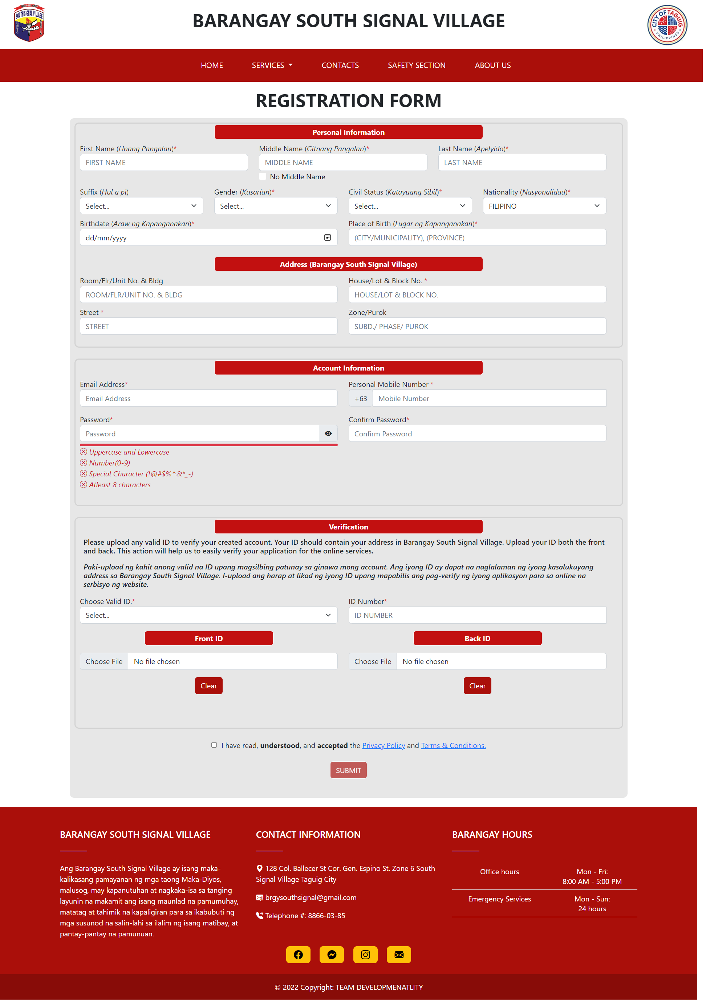 SOUTH SIGNAL VILLAGE
BARANGAY SOUTH SIGNAL VILLAGE
CITY OF TAGUIG
PHILIPPINES
HOME
SERVICES
CONTACTS
SAFETY SECTION
ABOUT US
REGISTRATION FORM
Personal Information
First Name (Unang Pangalan)*
Middle Name (Gitnang Pangalan)*
Last Name (Apelyido)*
FIRST NAME
MIDDLE NAME
LAST NAME
No Middle Name
Suffix (Hul a pi)
Gender (Kasarian)*
Civil Status (Katayuang Sibil)*
Nationality (Nasyonalidad)*
Select...
Select...
Select...
FILIPINO
Birthdate (Araw ng Kapanganakan)*
Place of Birth (Lugar ng Kapanganakan)*
dd/mm/yyyy
(CITY/MUNICIPALITY), (PROVINCE)
Address (Barangay South SIgnal Village)
Room/Flr/Unit No. & Bldg
House/Lot & Block No. *
ROOM/FLR/UNIT NO. & BLDG
HOUSE/LOT & BLOCK NO.
Street *
Zone/Purok
STREET
SUBD./ PHASE/ PUROK
Account Information
Email Address*
Personal Mobile Number *
Email Address
+63
Mobile Number
Password*
Confirm Password*
Password
Confirm Password
Uppercase and Lowercase
Number(0-9)
Special Character (!@#$%^&*_-)
Atleast 8 characters
Verification
Please upload any valid ID to verify your created account. Your ID should contain your address in Barangay South Signal Village. Upload your ID both the front
and back. This action will help us to easily verify your application for the online services.
Paki-upload ng kahit anong valid na ID upang magsilbing patunay sa ginawa mong account. Ang iyong ID ay dapat na naglalaman ng iyong kasalukuyang
address sa Barangay South Signal Village. I-upload ang harap at likod ng iyong ID upang mapabilis ang pag-verify ng iyong aplikasyon para sa online na
serbisyo ng website.
Choose Valid ID.*
ID Number*
Select...
ID NUMBER
Front ID
Back ID
Choose File
No file chosen
Choose File
No file chosen
Clear
Clear
I have read, understood, and accepted the Privacy Policy and Terms & Conditions.
SUBMIT
BARANGAY SOUTH SIGNAL VILLAGE
Ang Barangay South Signal Village ay isang maka-
kalikasang pamayanan ng mga taong Maka-Diyos,
malusog, may kapanutuhan at nagkaka-isa sa tanging
layunin na makamit ang isang maunlad na pamumuhay,
matatag at tahimik na kapaligiran para sa ikabubuti ng
mga susunod na salin-lahi sa ilalim ng isang matibay, at
pantay-pantay na pamunuan.
CONTACT INFORMATION
128 Col. Ballecer St Cor. Gen. Espino St. Zone 6 South
Signal Village Taguig City
brgysouthsignal@gmail.com
Telephone #: 8866-03-85
BARANGAY HOURS
Office hours
Mon - Fri:
8:00 AM - 5:00 PM
Emergency Services
Mon - Sun:
24 hours
© 2022 Copyright: TEAM DEVELOPMENATLITY